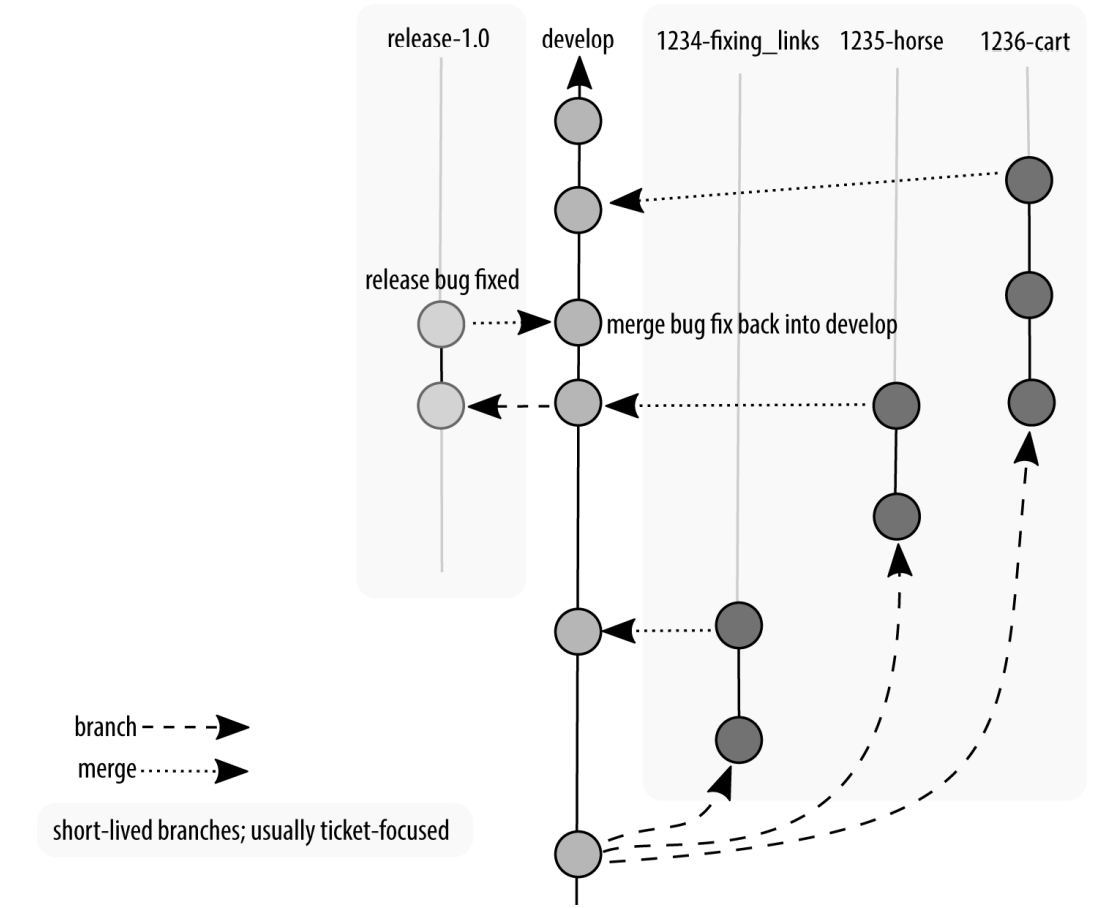 release-1.0
develop
1234-fixing_links
1235-horse
1236-cart
release bug fixed
merge bug fix back into develop
branch
merge
short-lived branches; usually ticket-focused